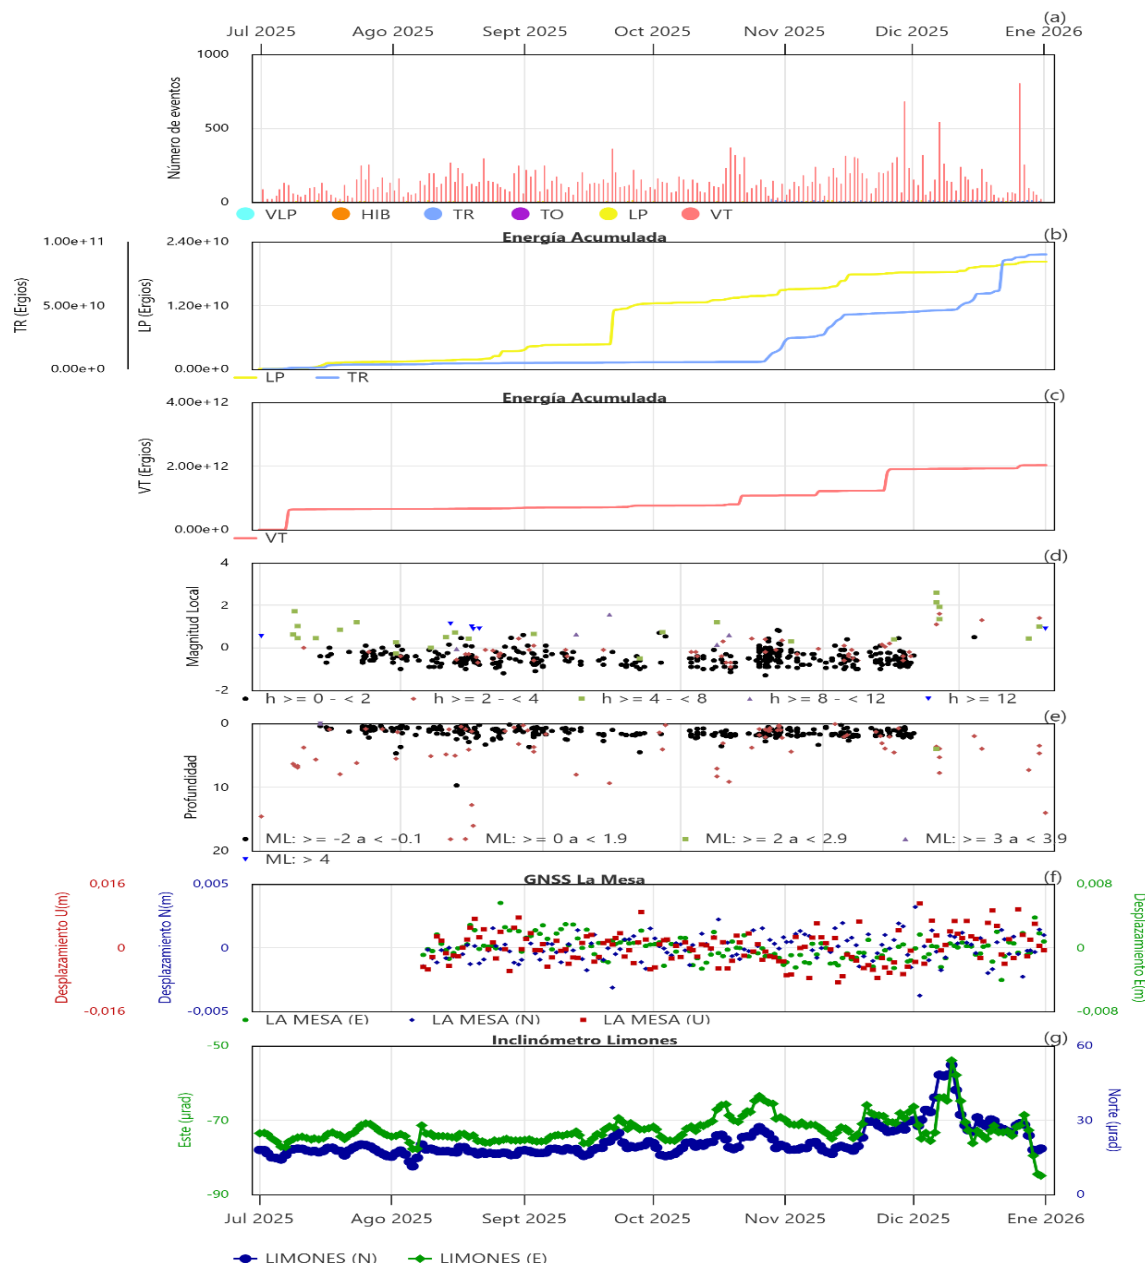 (a)
Jul 2025 Ago 2025 Sept 2025 Oct 2025 Nov 2025 Dic 2025 Ene 2026
1000
500
0
Número de eventos
VLP HIB TR TO LP VT
Energía Acumulada
(b)
1.00e+11 2.40e+10
5.00e+10 1.20e+10
0.00e+0 0.00e+0
TR (Ergios)
LP (Ergios)
LP TR
Energía Acumulada
(c)
4.00e+12
2.00e+12
0.00e+0
VT (Ergios)
VT
(d)
4
2
0
-2
Magnitud Local
h >= 0 - < 2 h >= 2 - < 4 h >= 4 - < 8 h >= 8 - < 12 h >= 12
(e)
0
10
20
Profundidad
ML: >= -2 a < -0.1 ML: >= 0 a < 1.9 ML: >= 2 a < 2.9 ML: >= 3 a < 3.9
ML: > 4
GNSS La Mesa
(f)
0,016 0,005 0,008
0 0 0
-0,016 -0,005 -0,008
Desplazamiento U(m)
Desplazamiento N(m)
Desplazamiento E(m)
LA MESA (E) LA MESA (N) LA MESA (U)
Inclinómetro Limones
(g)
-50 60
-70 30
-90 0
Este (µrad)
Norte (µrad)
Jul 2025 Ago 2025 Sept 2025 Oct 2025 Nov 2025 Dic 2025 Ene 2026
LIMONES (N) LIMONES (E)